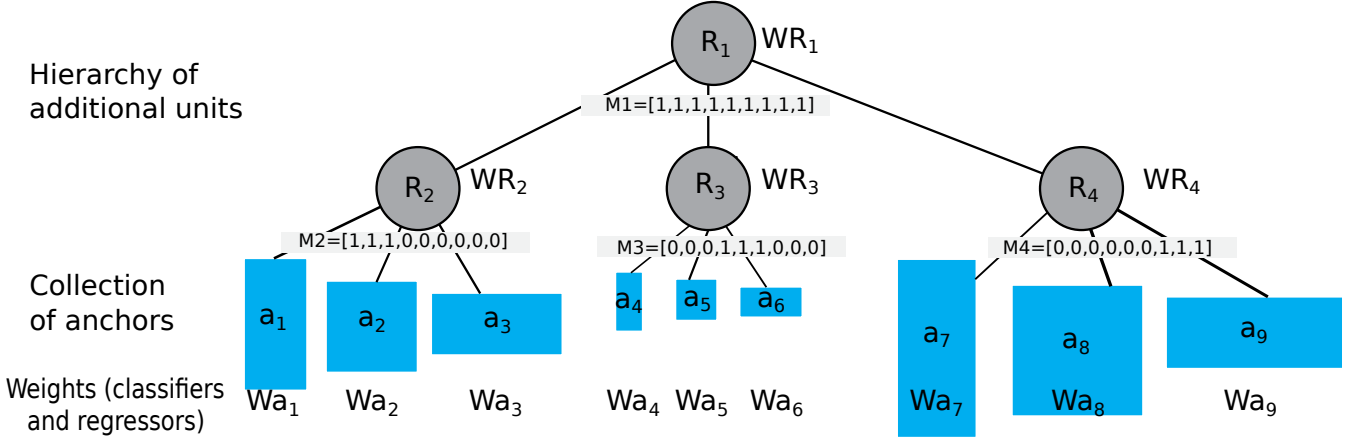 R₁ WR₁
Hierarchy of
additional units
M1=[1,1,1,1,1,1,1,1,1]
R₂ WR₂ R₃ WR₃ R₄ WR₄
M2=[1,1,1,0,0,0,0,0,0] M3=[0,0,0,1,1,1,0,0,0] M4=[0,0,0,0,0,0,1,1,1]
Collection
of anchors
a₁ a₂ a₃ a₄ a₅ a₆ a₇ a₈ a₉
Weights (classifiers
and regressors)
Wa₁ Wa₂ Wa₃ Wa₄ Wa₅ Wa₆ Wa₇ Wa₈ Wa₉